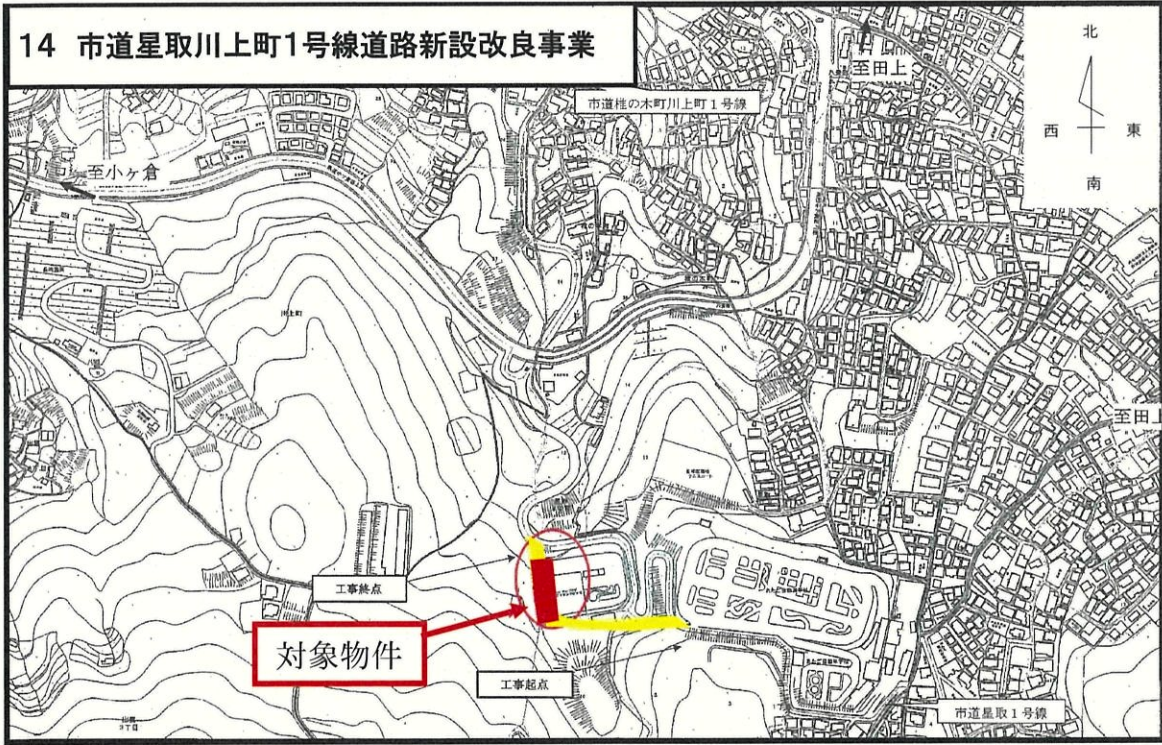 14 市道星取川上町1号線道路新設改良事業
北
西 東
南
至田上
市道椎の木町川上町1号線
至小ヶ倉
川上町
至田上
工事終点
対象物件
工事起点
市道星取1号線